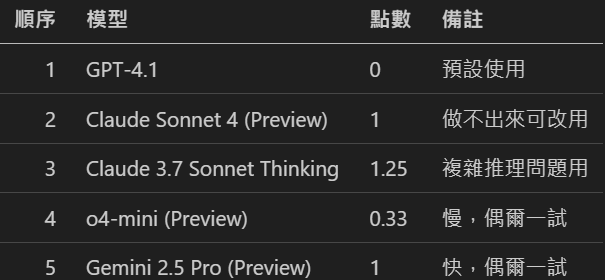 順序 模型 點數 備註
1 GPT-4.1 0 預設使用
2 Claude Sonnet 4 (Preview) 1 做不出來可改用
3 Claude 3.7 Sonnet Thinking 1.25 複雜推理問題用
4 o4-mini (Preview) 0.33 慢，偶爾一試
5 Gemini 2.5 Pro (Preview) 1 快，偶爾一試